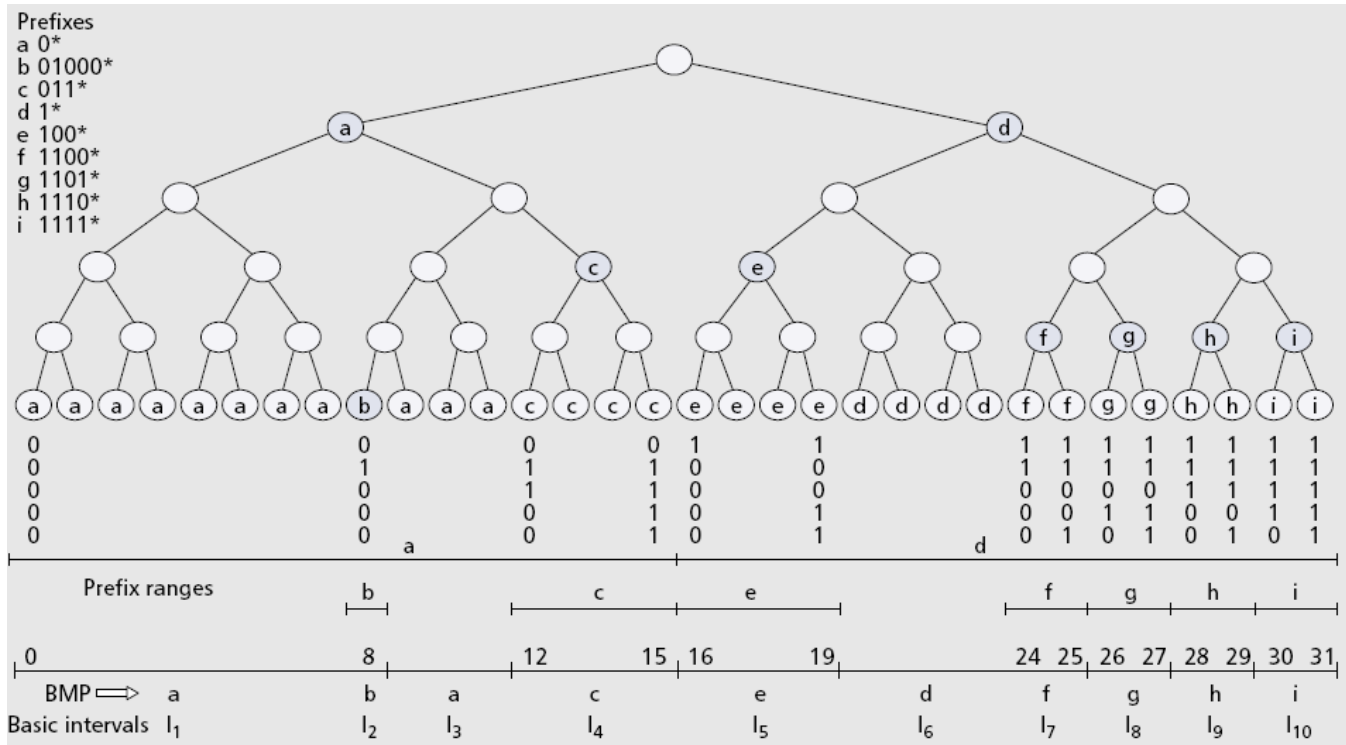 Prefixes
a 0*
b 01000*
c 011*
d 1*
e 100*
f 1100*
g 1101*
h 1110*
i 1111*
a d
c e
f g h i
a a a a a a a a b a a a c c c c e e e e d d d d f f g g h h i i
0 0 0 0 1 1 1 1 1 1 1 1 1 1
0 1 1 1 0 0 1 1 1 1 1 1 1 1
0 0 1 1 0 0 0 0 0 0 1 1 1 1
0 0 0 1 0 1 0 0 1 1 0 0 1 1
0 0 0 1 0 1 0 1 0 1 0 1 0 1
a d
Prefix ranges b c e f g h i
0 8 12 15 16 19 24 25 26 27 28 29 30 31
BMP a b a c e d f g h i
Basic intervals I1 I2 I3 I4 I5 I6 I7 I8 I9 I10